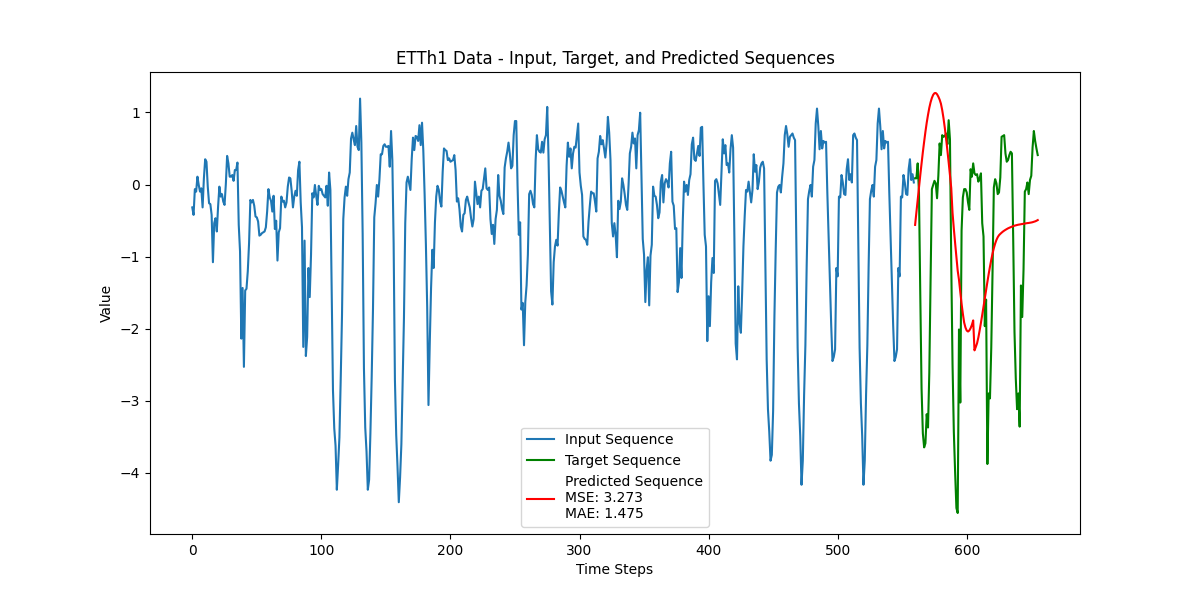 ETTh1 Data - Input, Target, and Predicted Sequences
Value
1
0
−1
−2
−3
−4
Input Sequence
Target Sequence
Predicted Sequence
MSE: 3.273
MAE: 1.475
0 100 200 300 400 500 600
Time Steps